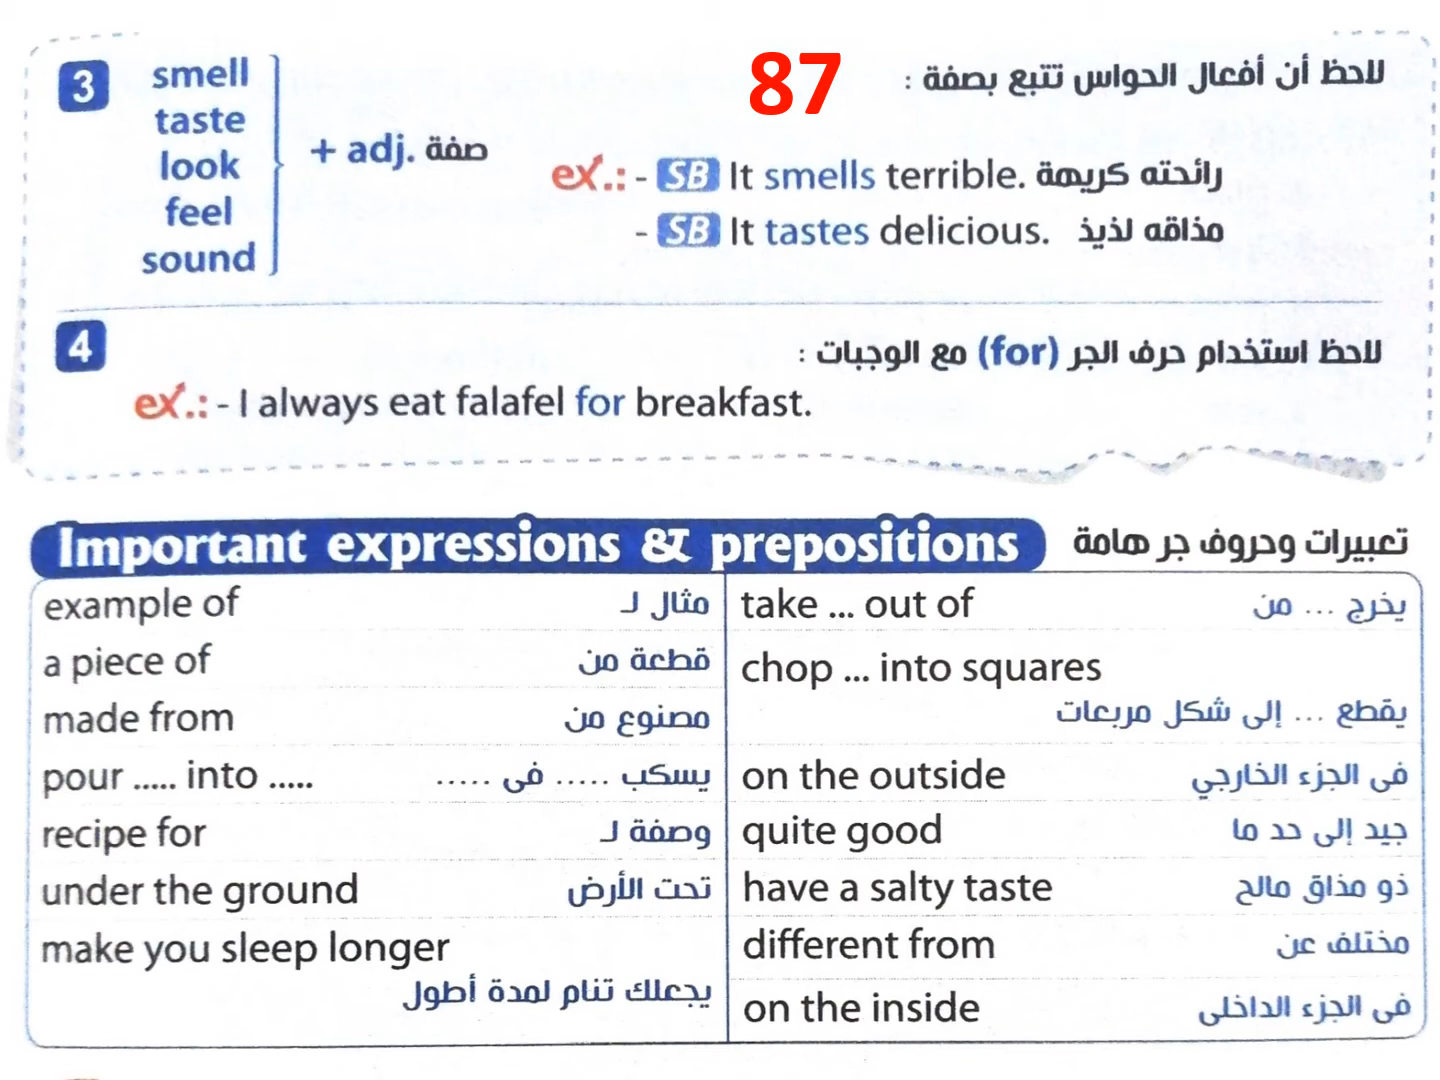 87
3
لاحظ أن أفعال الحواس تتبع بصفة :
smell
taste
look
feel
sound
+ adj. صفة
ex.: - SB It smells terrible. رائحته كريهة
- SB It tastes delicious. مذاقه لذيذ
4
لاحظ استخدام حرف الجر (for) مع الوجبات :
ex.: - I always eat falafel for breakfast.
Important expressions & prepositions تعبيرات وحروف جر هامة
example of مثال لـ
a piece of قطعة من
made from مصنوع من
pour ..... into ..... يسكب ..... فى .....
recipe for وصفة لـ
under the ground تحت الأرض
make you sleep longer
يجعلك تنام لمدة أطول
take ... out of يخرج ... من
chop ... into squares
يقطع ... إلى شكل مربعات
on the outside فى الجزء الخارجي
quite good جيد إلى حد ما
have a salty taste ذو مذاق مالح
different from مختلف عن
on the inside فى الجزء الداخلى